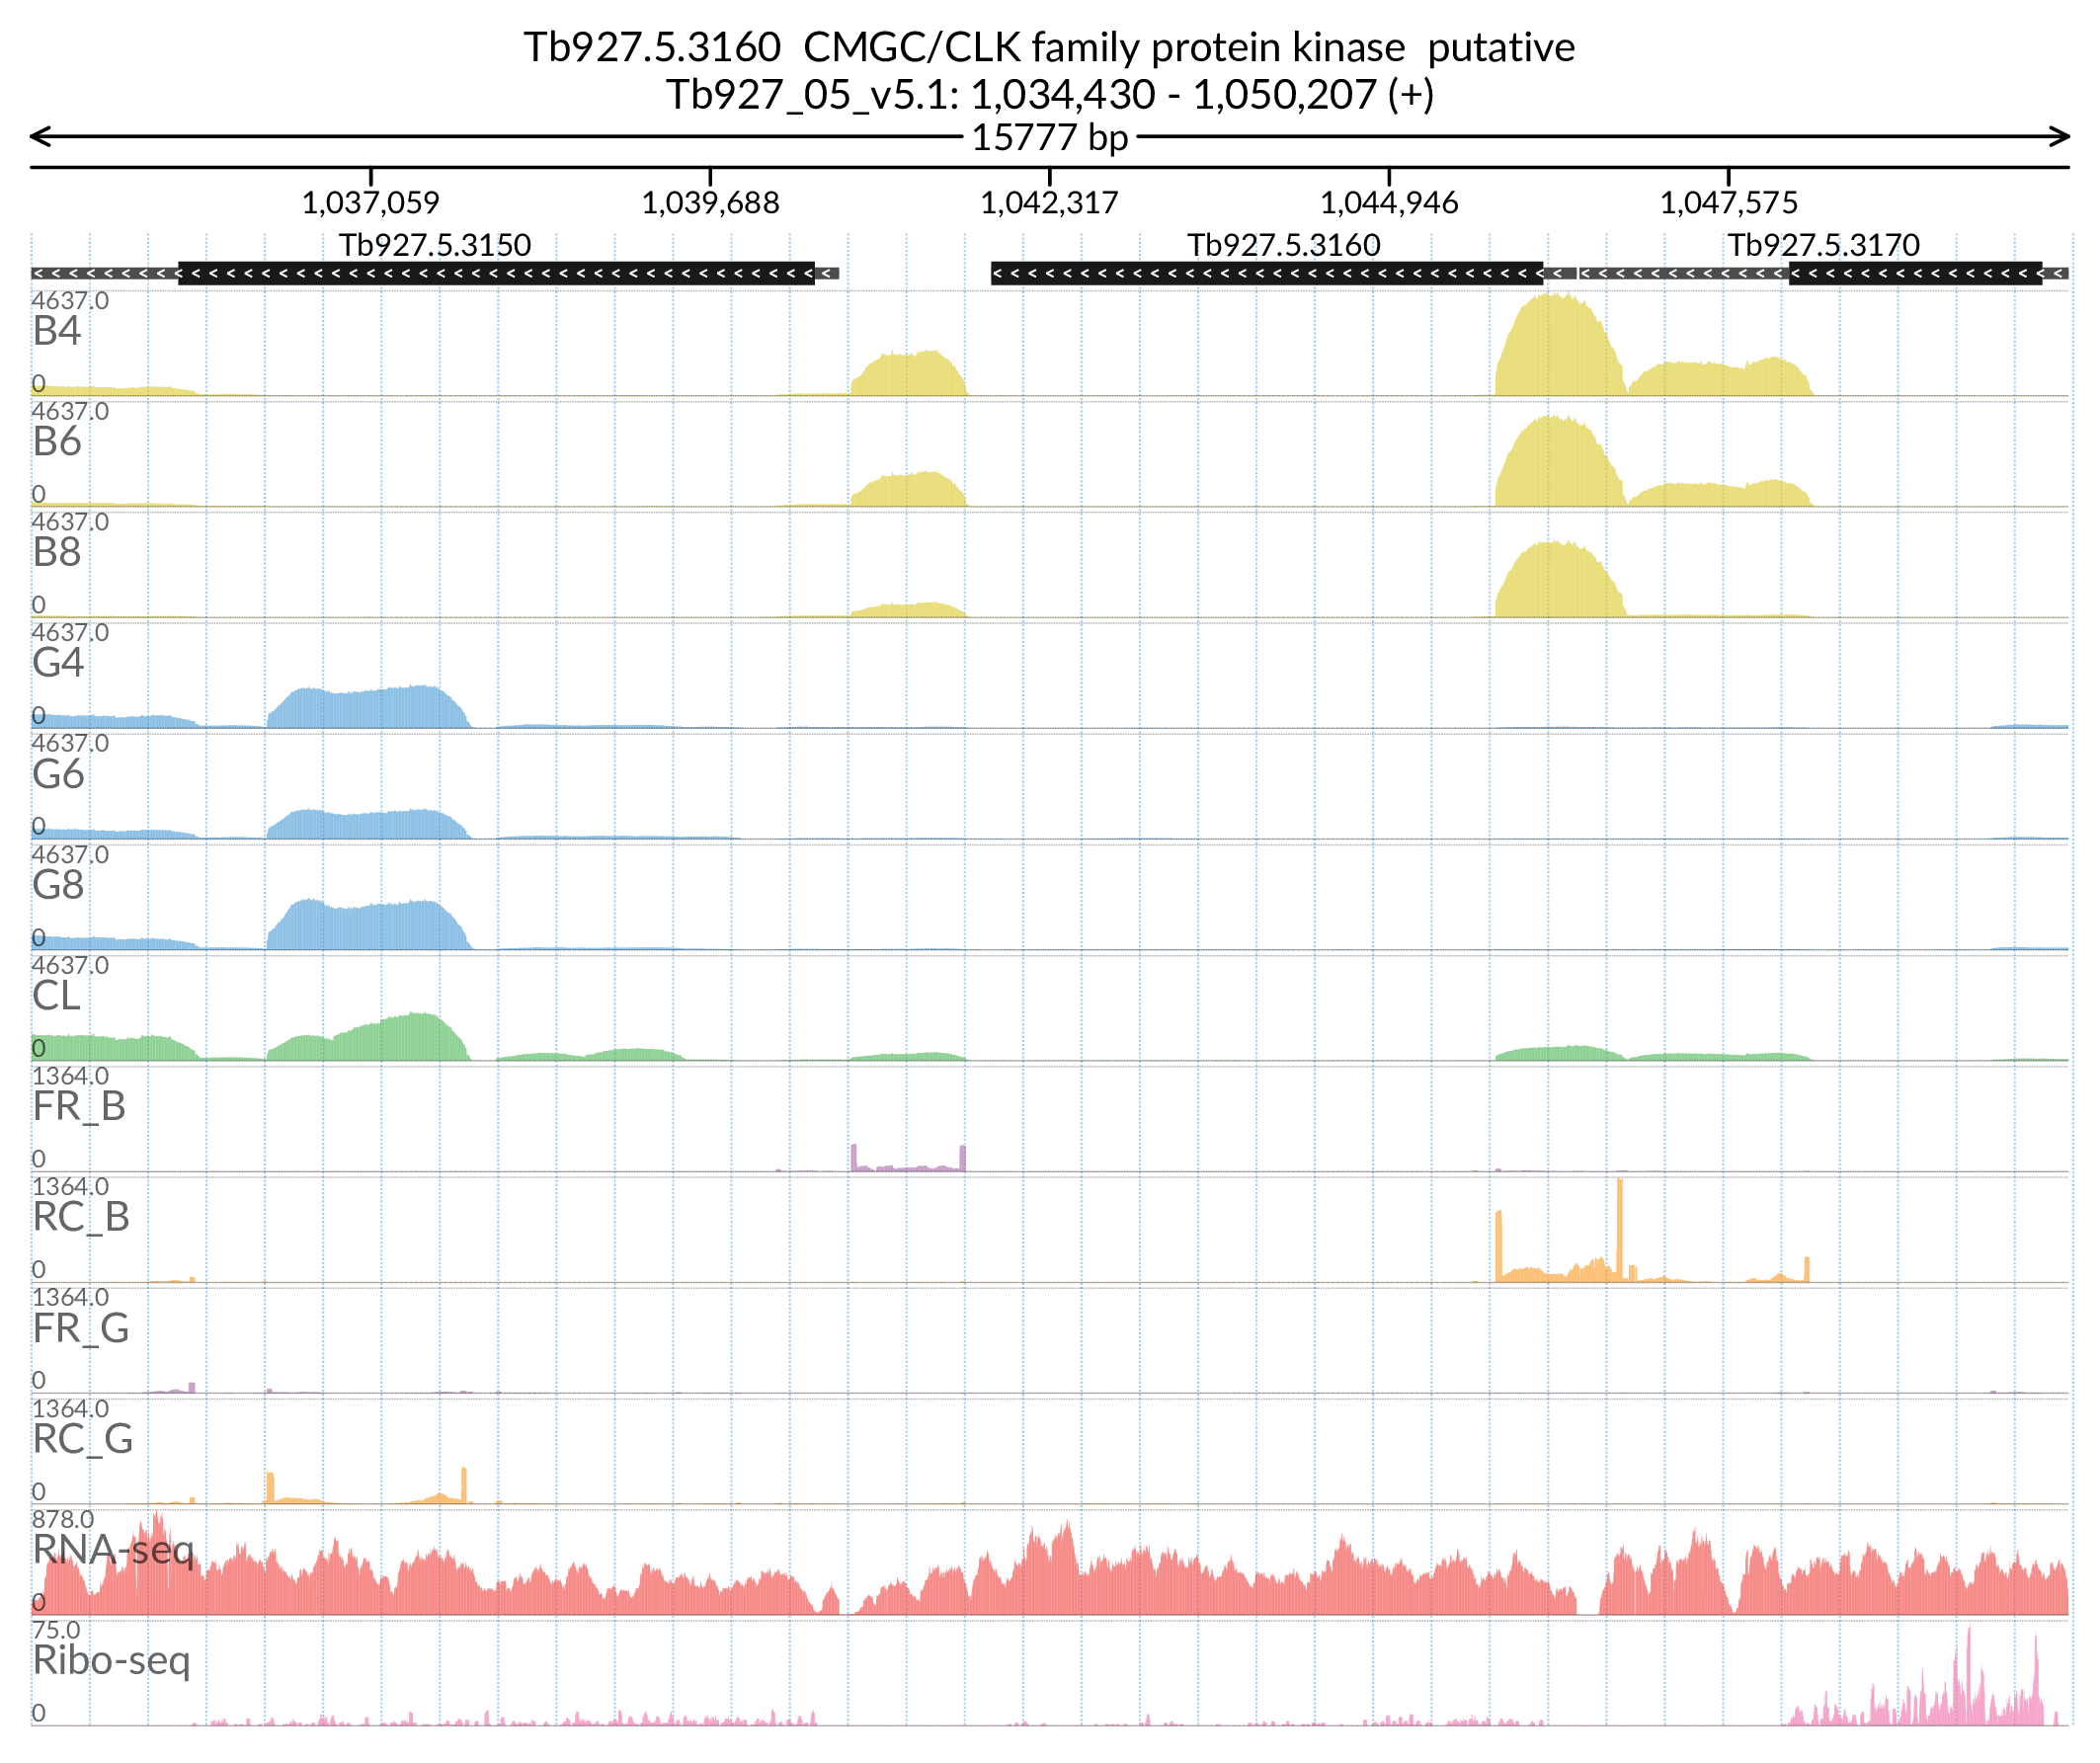 Tb927.5.3160  CMGC/CLK family protein kinase  putative
Tb927_05_v5.1: 1,034,430 - 1,050,207 (+)
15777 bp
1,037,059 1,039,688 1,042,317 1,044,946 1,047,575
Tb927.5.3150 Tb927.5.3160 Tb927.5.3170
4637.0
B4
0
4637.0
B6
0
4637.0
B8
0
4637.0
G4
0
4637.0
G6
0
4637.0
G8
0
4637.0
CL
0
1364.0
FR_B
0
1364.0
RC_B
0
1364.0
FR_G
0
1364.0
RC_G
0
878.0
RNA-seq
0
75.0
Ribo-seq
0